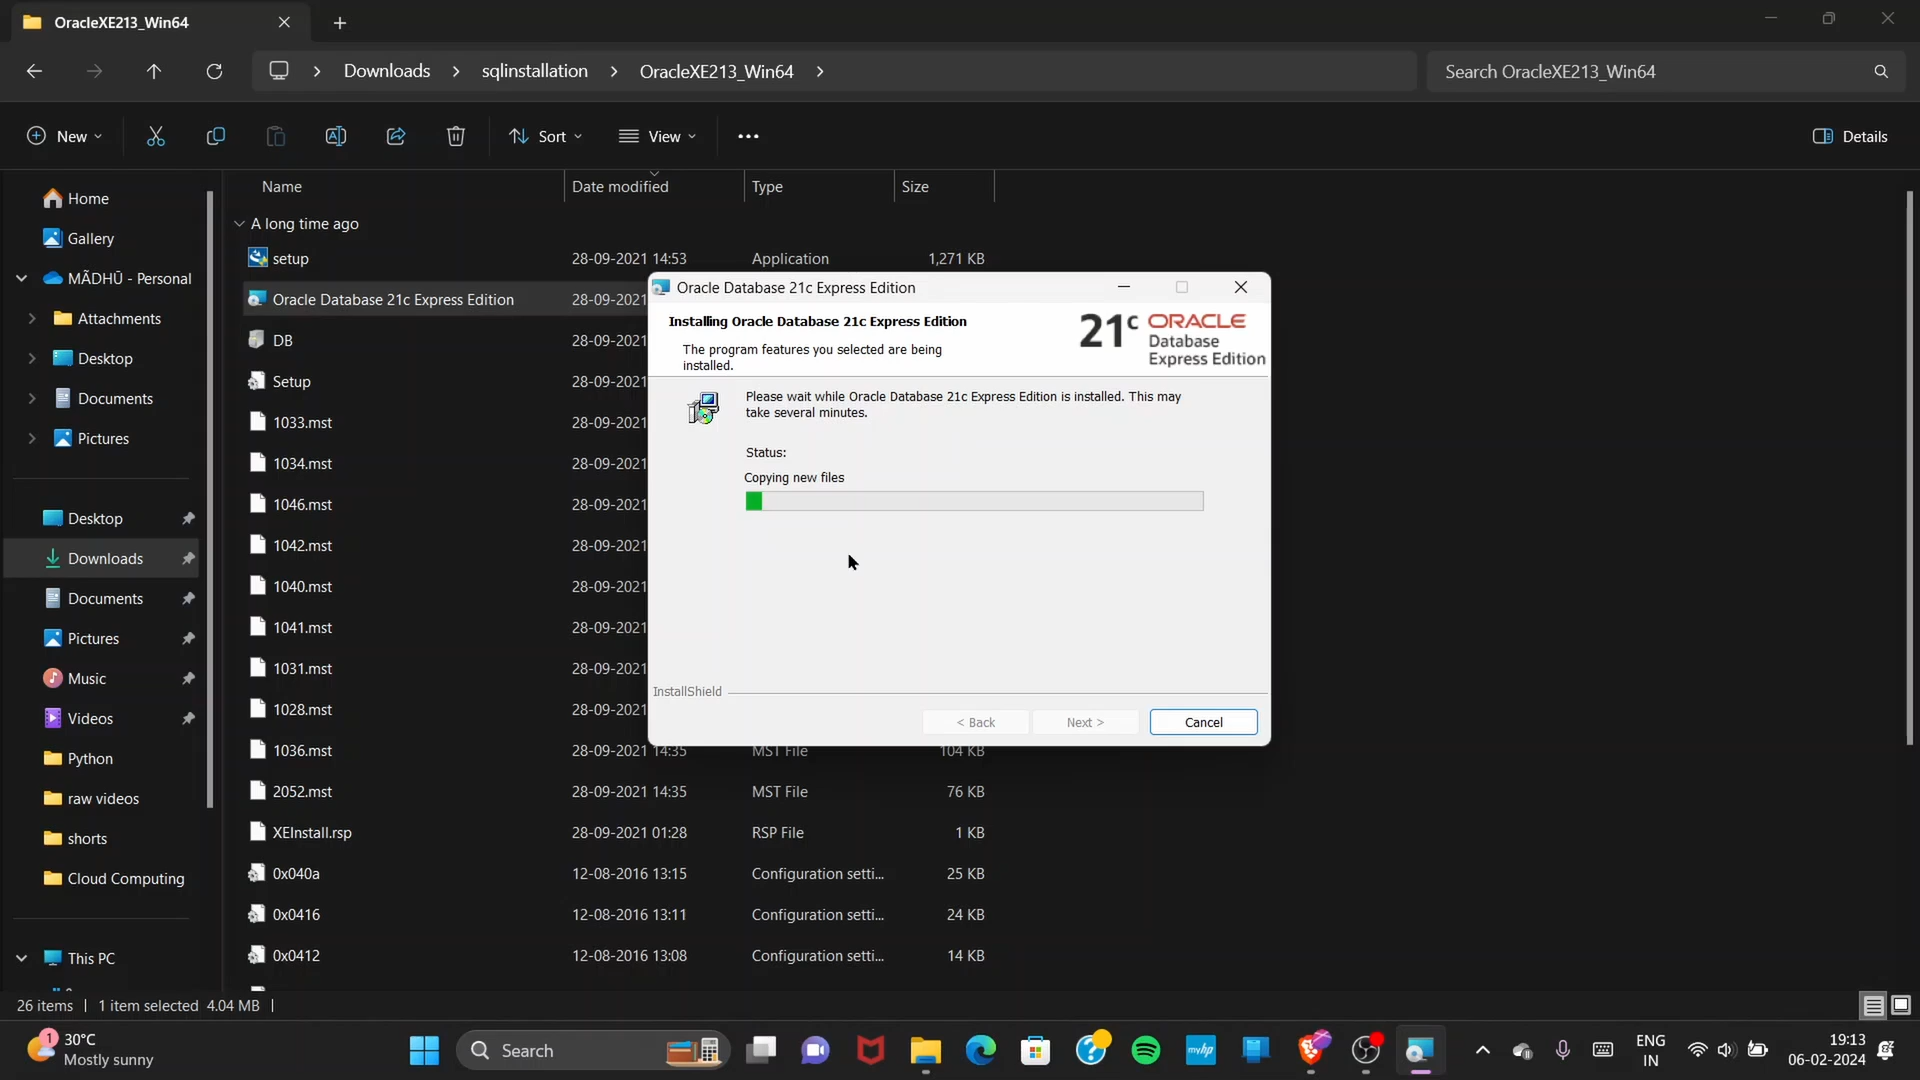 OracleXE213_Win64
Downloads
sqlinstallation
OracleXE213_Win64
Search OracleXE213_Win64
New
Sort
View
Details
Name
Date modified
Type
Size
Home
Gallery
MÃDHŪ - Personal
Attachments
Desktop
Documents
Pictures
Desktop
Downloads
Documents
Pictures
Music
Videos
Python
raw videos
shorts
Cloud Computing
This PC
A long time ago
setup 28-09-2021 14:53 Application 1,271 KB
Oracle Database 21c Express Edition 28-09-2021
DB 28-09-2021
Setup 28-09-2021
1033.mst 28-09-2021
1034.mst 28-09-2021
1046.mst 28-09-2021
1042.mst 28-09-2021
1040.mst 28-09-2021
1041.mst 28-09-2021
1031.mst 28-09-2021
1028.mst 28-09-2021
1036.mst 28-09-2021 14:35 MST File 104 KB
2052.mst 28-09-2021 14:35 MST File 76 KB
XEInstall.rsp 28-09-2021 01:28 RSP File 1 KB
0x040a 12-08-2016 13:15 Configuration setti... 25 KB
0x0416 12-08-2016 13:11 Configuration setti... 24 KB
0x0412 12-08-2016 13:08 Configuration setti... 14 KB
Oracle Database 21c Express Edition
Installing Oracle Database 21c Express Edition
The program features you selected are being
installed.
21c ORACLE
Database
Express Edition
Please wait while Oracle Database 21c Express Edition is installed. This may
take several minutes.
Status:
Copying new files
InstallShield
< Back
Next >
Cancel
26 items
1 item selected 4.04 MB
1
30°C
Mostly sunny
Search
myhp
ENG
IN
19:13
06-02-2024